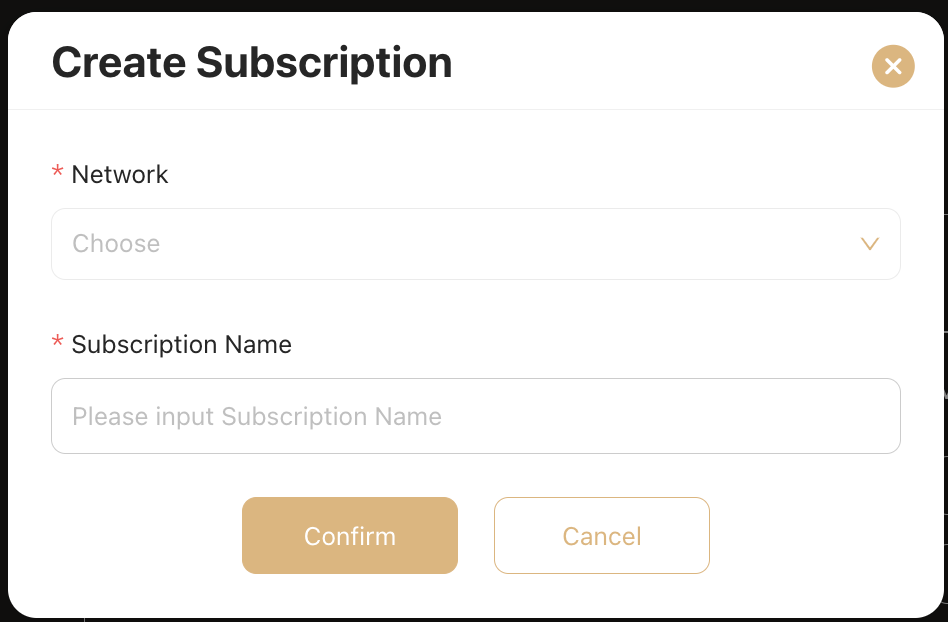 Create Subscription
* Network
Choose
* Subscription Name
Please input Subscription Name
Confirm
Cancel